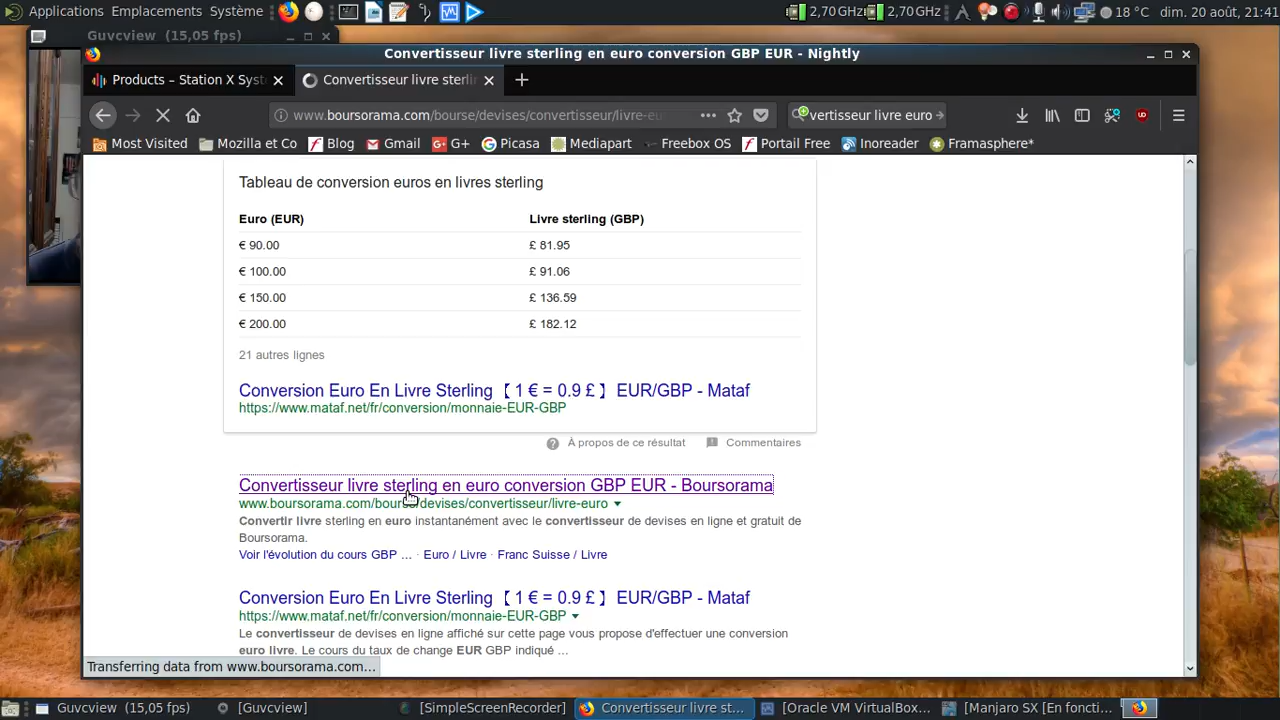 Applications Emplacements Système 2,70 GHz 2,70 GHz 18 °C dim. 20 août, 21:41
Guvcview (15,05 fps)
Convertisseur livre sterling en euro conversion GBP EUR - Nightly
Products – Station X Syst Convertisseur livre sterli
www.boursorama.com/bourse/devises/convertisseur/livre-eu vertisseur livre euro
Most Visited Mozilla et Co Blog Gmail G+ Picasa Mediapart Freebox OS Portail Free Inoreader Framasphere*
Tableau de conversion euros en livres sterling
Euro (EUR) Livre sterling (GBP)
€ 90.00 £ 81.95
€ 100.00 £ 91.06
€ 150.00 £ 136.59
€ 200.00 £ 182.12
21 autres lignes
Conversion Euro En Livre Sterling 【 1 € = 0.9 £ 】 EUR/GBP - Mataf
https://www.mataf.net/fr/conversion/monnaie-EUR-GBP
À propos de ce résultat Commentaires
Convertisseur livre sterling en euro conversion GBP EUR - Boursorama
www.boursorama.com/bourse/devises/convertisseur/livre-euro
Convertir livre sterling en euro instantanément avec le convertisseur de devises en ligne et gratuit de
Boursorama.
Voir l'évolution du cours GBP ... · Euro / Livre · Franc Suisse / Livre
Conversion Euro En Livre Sterling 【 1 € = 0.9 £ 】 EUR/GBP - Mataf
https://www.mataf.net/fr/conversion/monnaie-EUR-GBP
Le convertisseur de devises en ligne affiché sur cette page vous propose d'effectuer une conversion
euro livre. Le cours du taux de change EUR GBP indiqué ...
Transferring data from www.boursorama.com…
Guvcview (15,05 fps) [Guvcview] [SimpleScreenRecorder] Convertisseur livre st... [Oracle VM VirtualBox... [Manjaro SX [En foncti...